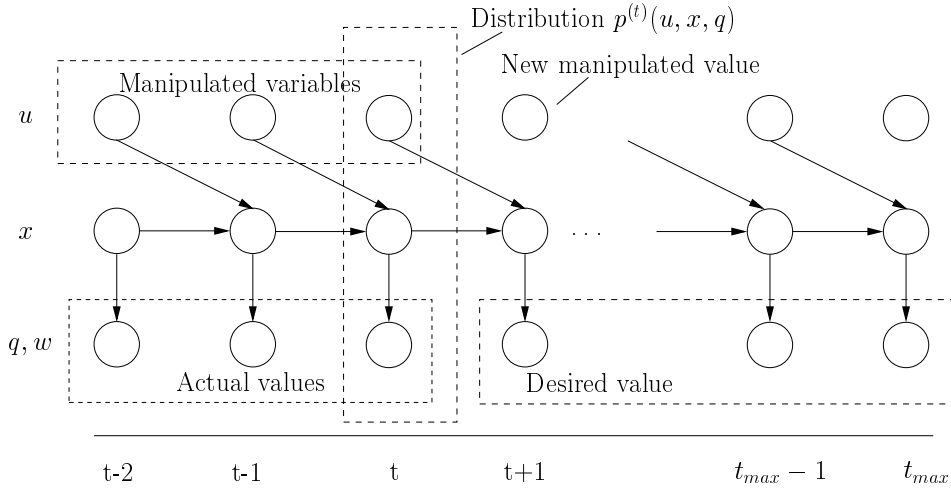 Distribution $p^{(t)}(u, x, q)$
New manipulated value
Manipulated variables
u
x
. . .
q, w
Actual values
Desired value
t-2 t-1 t t+1 $t_{max} - 1$ $t_{max}$